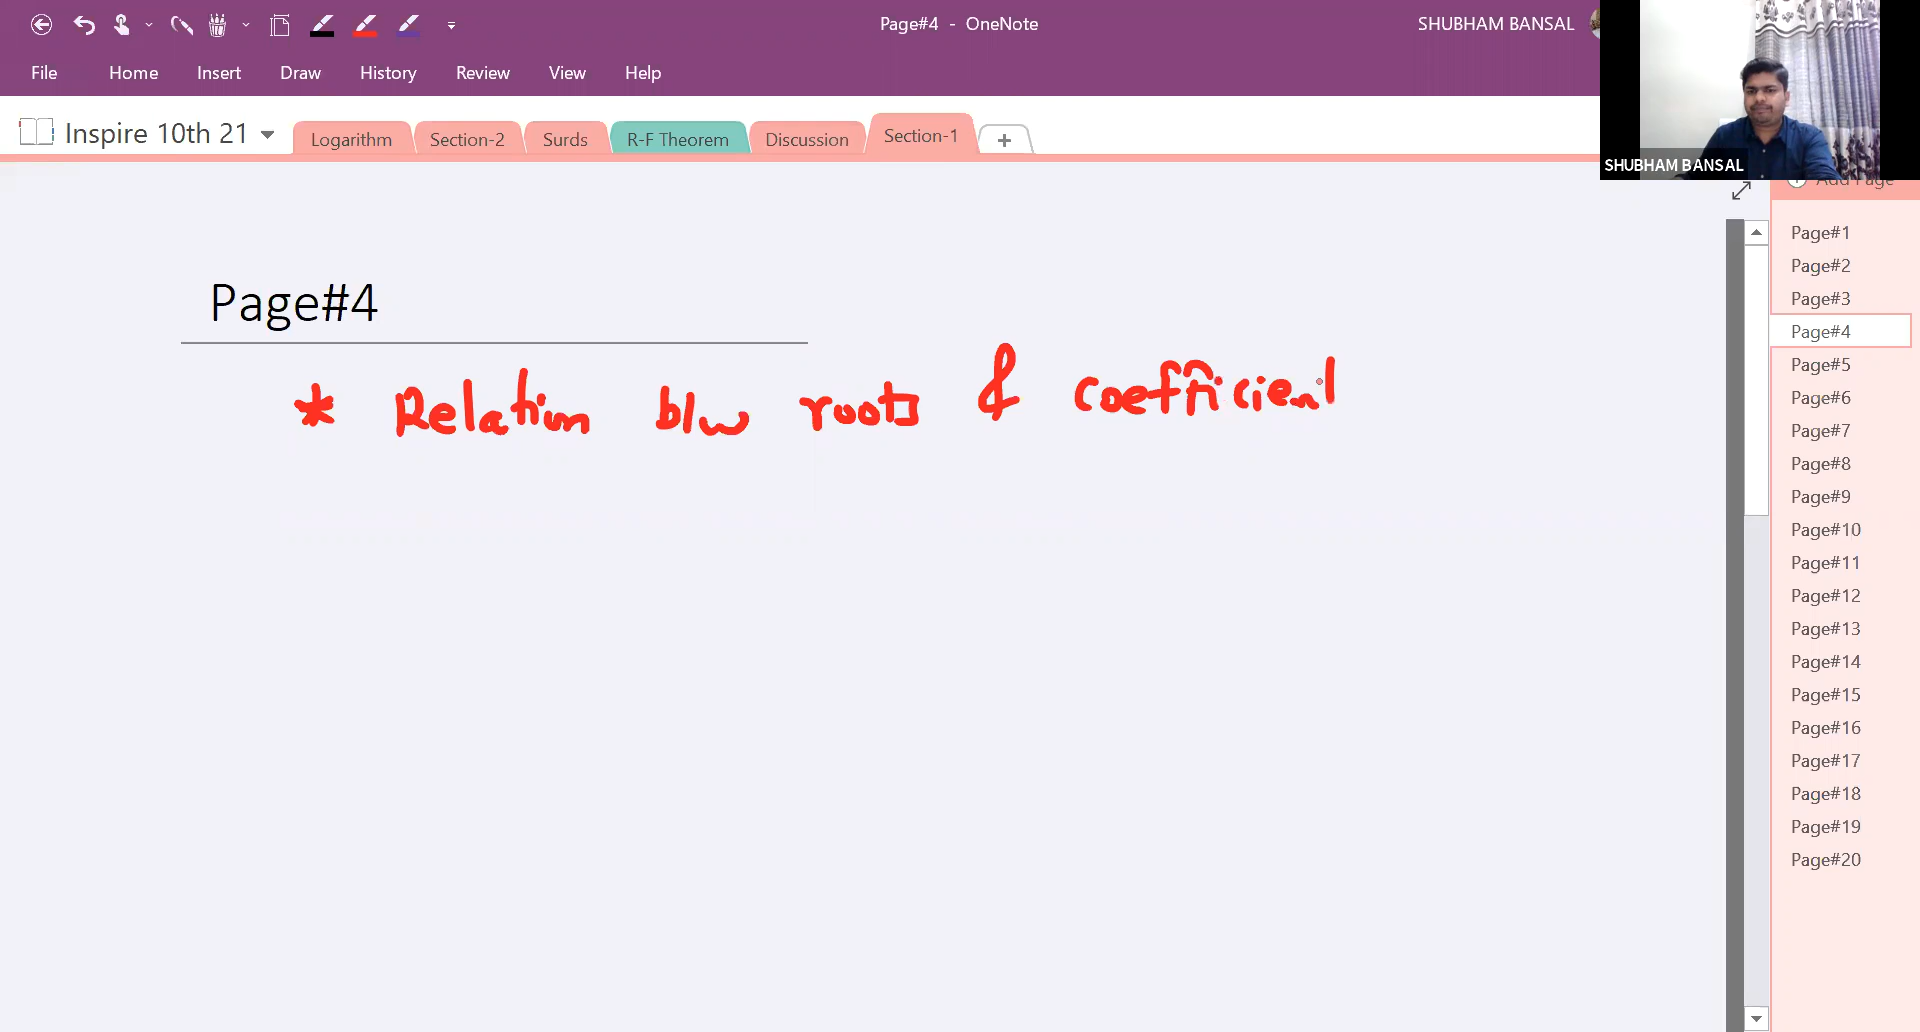 Page#4 - OneNote
SHUBHAM BANSAL
File Home Insert Draw History Review View Help
Inspire 10th 21
Logarithm Section-2 Surds R-F Theorem Discussion Section-1 +
SHUBHAM BANSAL
Add Page
Page#4
* Relation b/w roots & coefficient
Page#1
Page#2
Page#3
Page#4
Page#5
Page#6
Page#7
Page#8
Page#9
Page#10
Page#11
Page#12
Page#13
Page#14
Page#15
Page#16
Page#17
Page#18
Page#19
Page#20